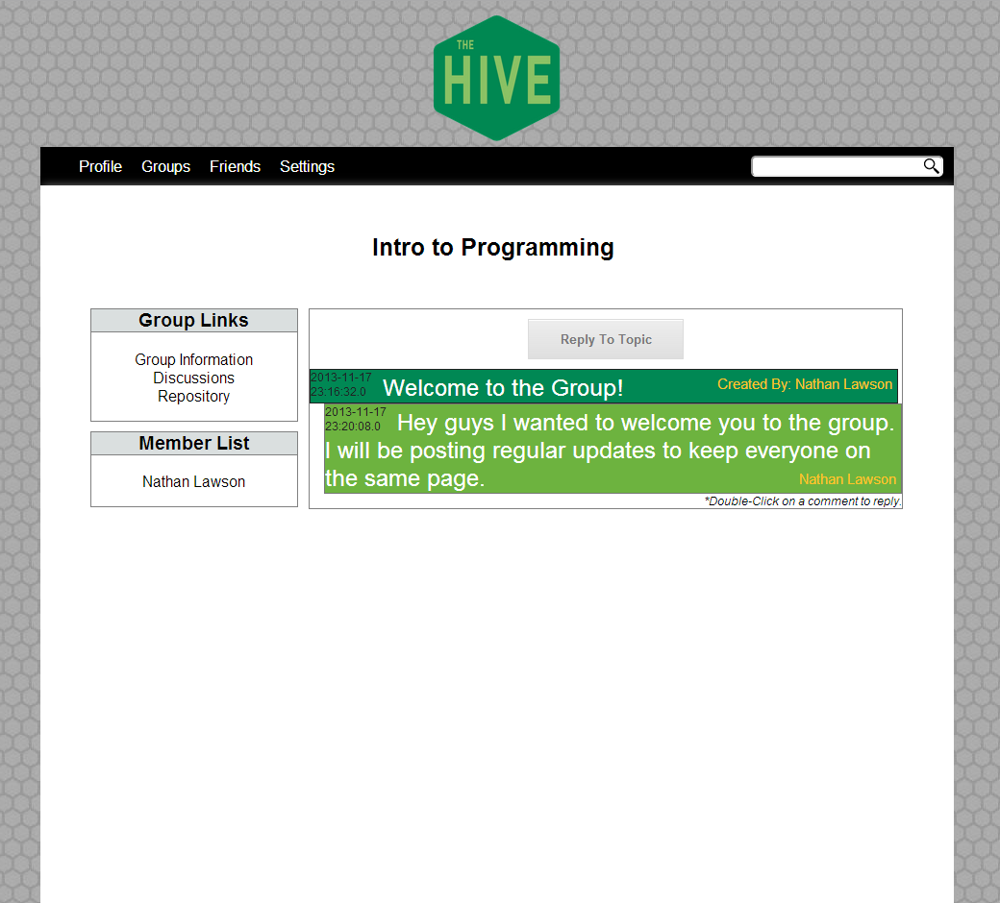 THE
HIVE
Profile Groups Friends Settings
Intro to Programming
Group Links
Group Information
Discussions
Repository
Member List
Nathan Lawson
Reply To Topic
2013-11-17
23:16:32.0 Welcome to the Group! Created By: Nathan Lawson
2013-11-17
23:20:08.0 Hey guys I wanted to welcome you to the group.
I will be posting regular updates to keep everyone on
the same page. Nathan Lawson
*Double-Click on a comment to reply.